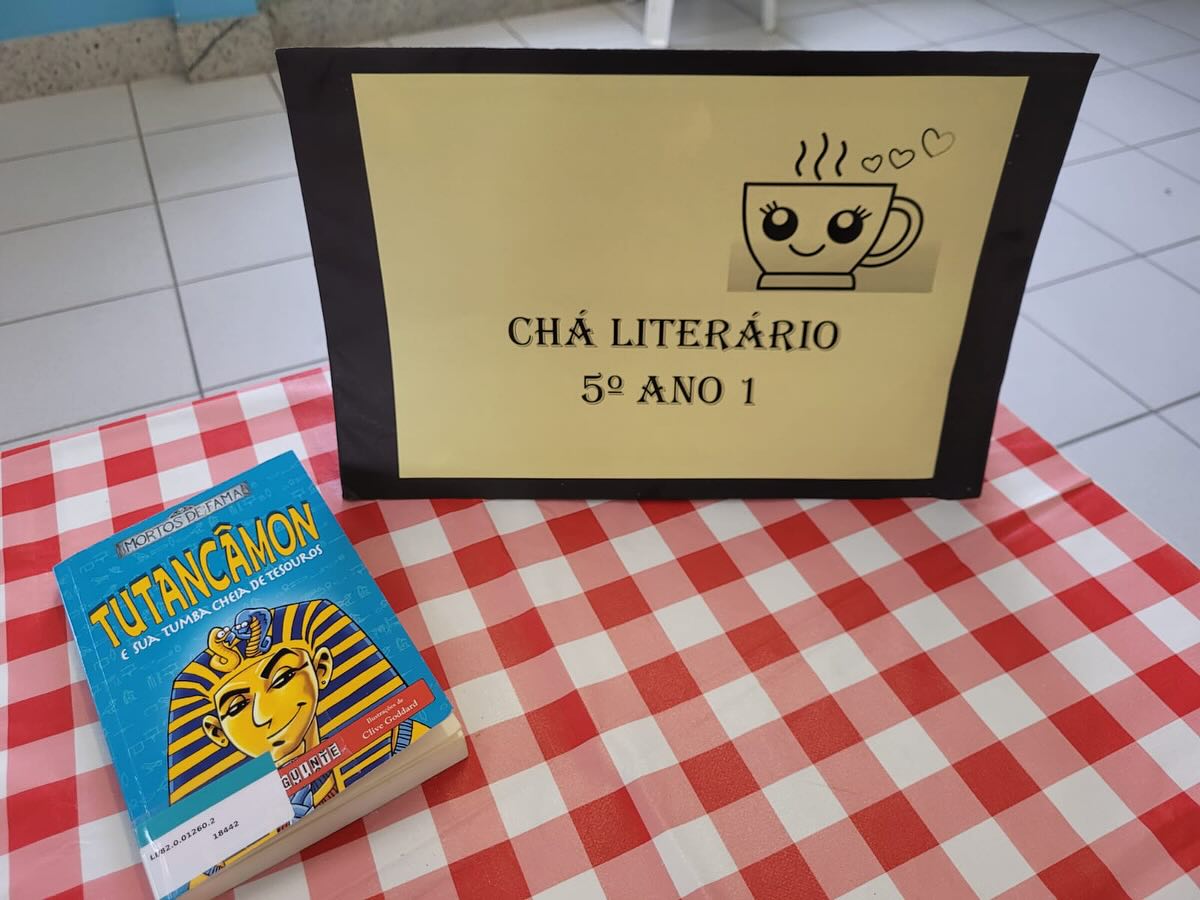 CHÁ LITERÁRIO
5º ANO 1
MORTOS DE FAMA
TUTANCÂMON
E SUA TUMBA CHEIA DE TESOUROS
Ilustrações de
Clive Goddard
GUINTE
18442